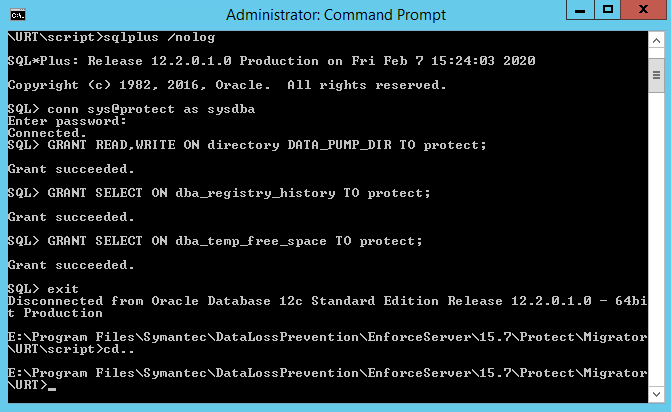 Administrator: Command Prompt
\URT\script>sqlplus /nolog
SQL*Plus: Release 12.2.0.1.0 Production on Fri Feb 7 15:24:03 2020
Copyright (c) 1982, 2016, Oracle.  All rights reserved.
SQL> conn sys@protect as sysdba
Enter password:
Connected.
SQL> GRANT READ,WRITE ON directory DATA_PUMP_DIR TO protect;
Grant succeeded.
SQL> GRANT SELECT ON dba_registry_history TO protect;
Grant succeeded.
SQL> GRANT SELECT ON dba_temp_free_space TO protect;
Grant succeeded.
SQL> exit
Disconnected from Oracle Database 12c Standard Edition Release 12.2.0.1.0 - 64bi
t Production
E:\Program Files\Symantec\DataLossPrevention\EnforceServer\15.7\Protect\Migrator
\URT\script>cd..
E:\Program Files\Symantec\DataLossPrevention\EnforceServer\15.7\Protect\Migrator
\URT>_